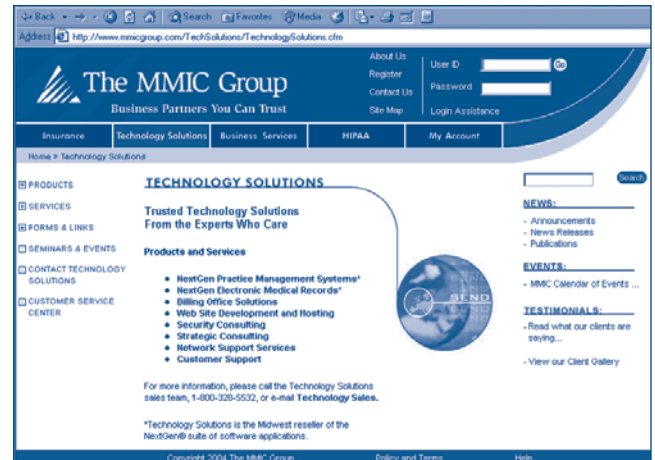 Back
Search Favorites Media
Address http://www.mmicgroup.com/TechSolutions/TechnologySolutions.cfm
The MMIC Group
Business Partners You Can Trust
About Us
Register
Contact Us
Site Map
User ID Go
Password
Login Assistance
Insurance Technology Solutions Business Services HIPAA My Account
Home > Technology Solutions
PRODUCTS
SERVICES
FORMS & LINKS
SEMINARS & EVENTS
CONTACT TECHNOLOGY
SOLUTIONS
CUSTOMER SERVICE
CENTER
TECHNOLOGY SOLUTIONS
Trusted Technology Solutions
From the Experts Who Care
Products and Services
• NextGen Practice Management Systems*
• NextGen Electronic Medical Records*
• Billing Office Solutions
• Web Site Development and Hosting
• Security Consulting
• Strategic Consulting
• Network Support Services
• Customer Support
For more information, please call the Technology Solutions
sales team, 1-800-328-5532, or e-mail Technology Sales.
*Technology Solutions is the Midwest reseller of the
NextGen® suite of software applications.
SEND
Search
NEWS:
- Announcements
- News Releases
- Publications
EVENTS:
- MMIC Calendar of Events ...
TESTIMONIALS:
- Read what our clients are
saying...
- View our Client Gallery
Copyright 2004 The MMIC Group Policy and Terms Help